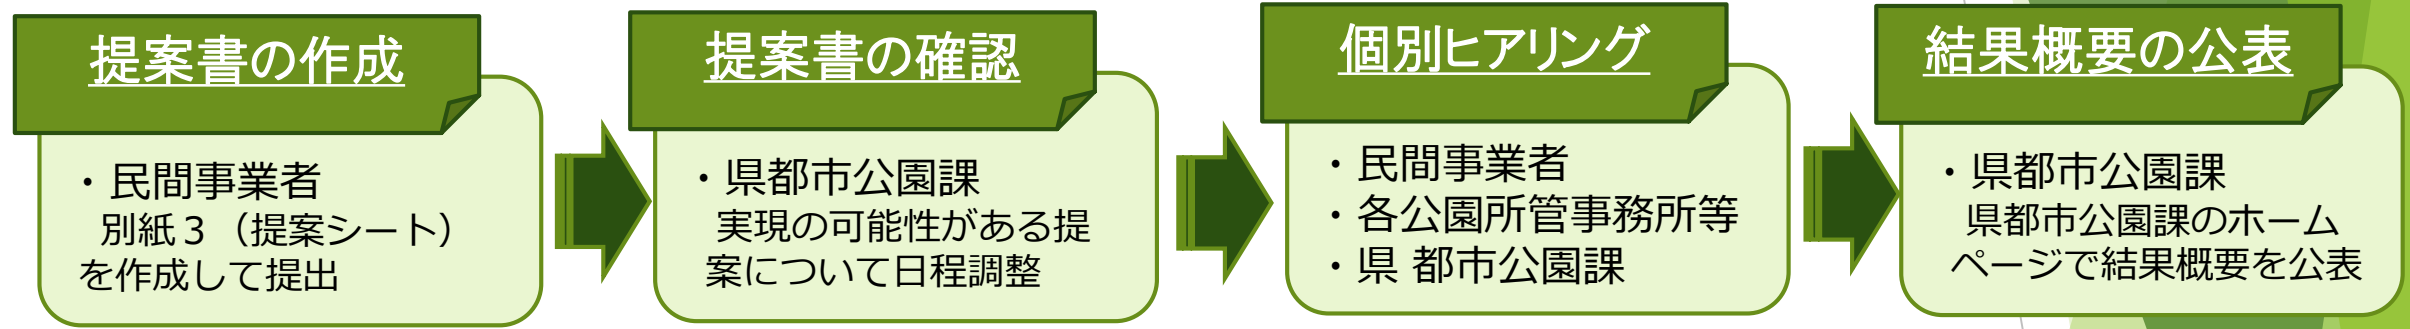 提案書の作成
・民間事業者
別紙３（提案シート）
を作成して提出
提案書の確認
・県都市公園課
実現の可能性がある提
案について日程調整
個別ヒアリング
・民間事業者
・各公園所管事務所等
・県 都市公園課
結果概要の公表
・県都市公園課
県都市公園課のホーム
ページで結果概要を公表